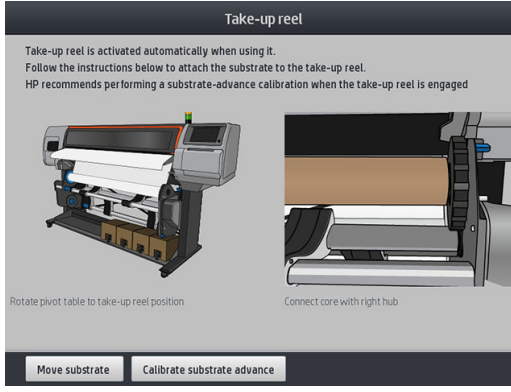 Take-up reel
Take-up reel is activated automatically when using it.
Follow the instructions below to attach the substrate to the take-up reel.
HP recommends performing a substrate-advance calibration when the take-up reel is engaged
Rotate pivot table to take-up reel position
Connect core with right hub
Move substrate
Calibrate substrate advance